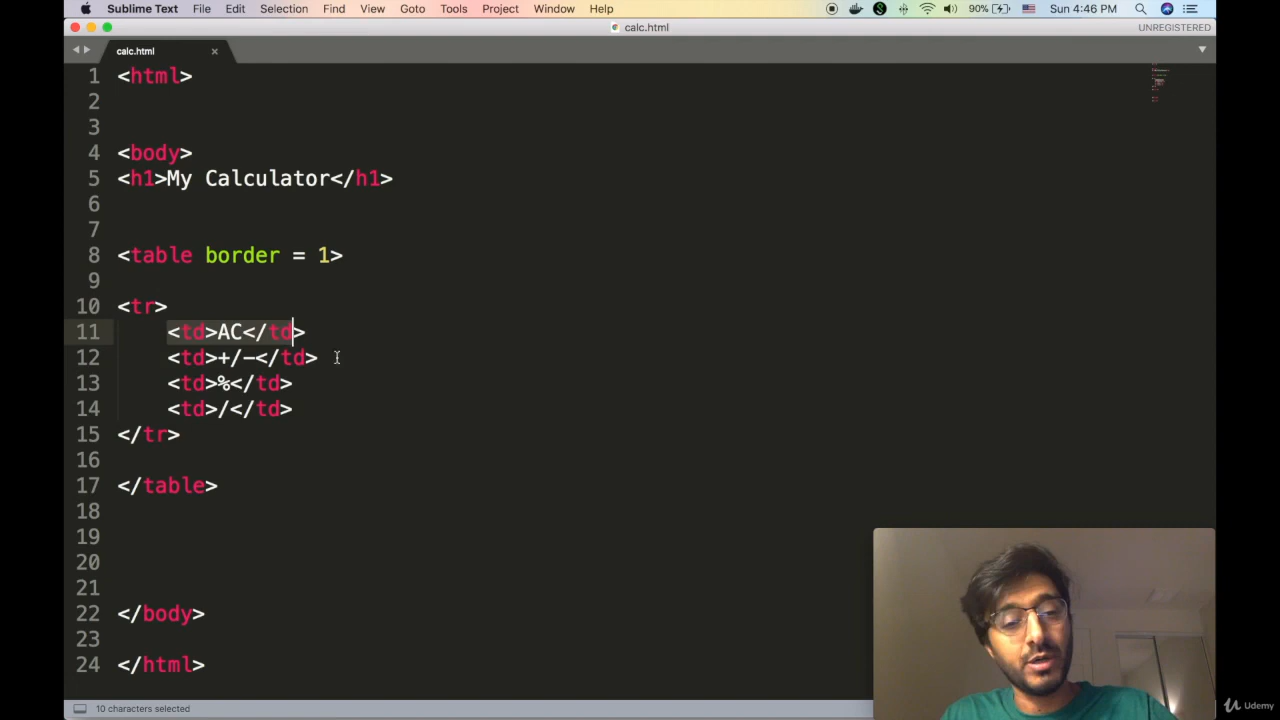 Sublime Text File Edit Selection Find View Goto Tools Project Window Help 90% Sun 4:46 PM
calc.html UNREGISTERED
calc.html ×
1 <html>
2
3
4 <body>
5 <h1>My Calculator</h1>
6
7
8 <table border = 1>
9
10 <tr>
11 <td>AC</td>
12 <td>+/-</td>
13 <td>%</td>
14 <td>/</td>
15 </tr>
16
17 </table>
18
19
20
21
22 </body>
23
24 </html>
10 characters selected
Udemy